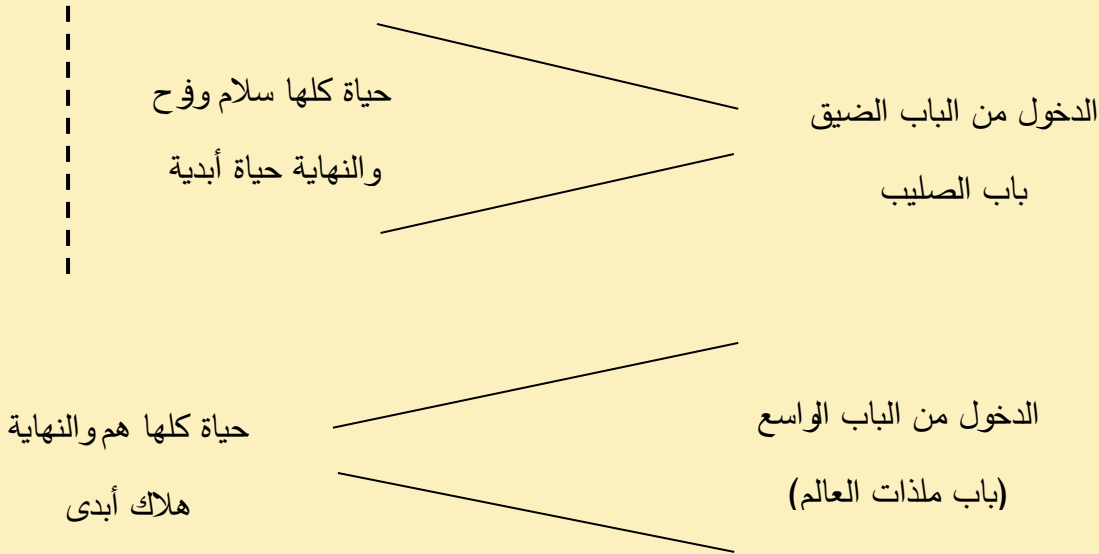 الدخول من الباب الضيق
باب الصليب
حياة كلها سلام وفرح
والنهاية حياة أبدية
الدخول من الباب الواسع
(باب ملذات العالم)
حياة كلها هم والنهاية
هلاك أبدى